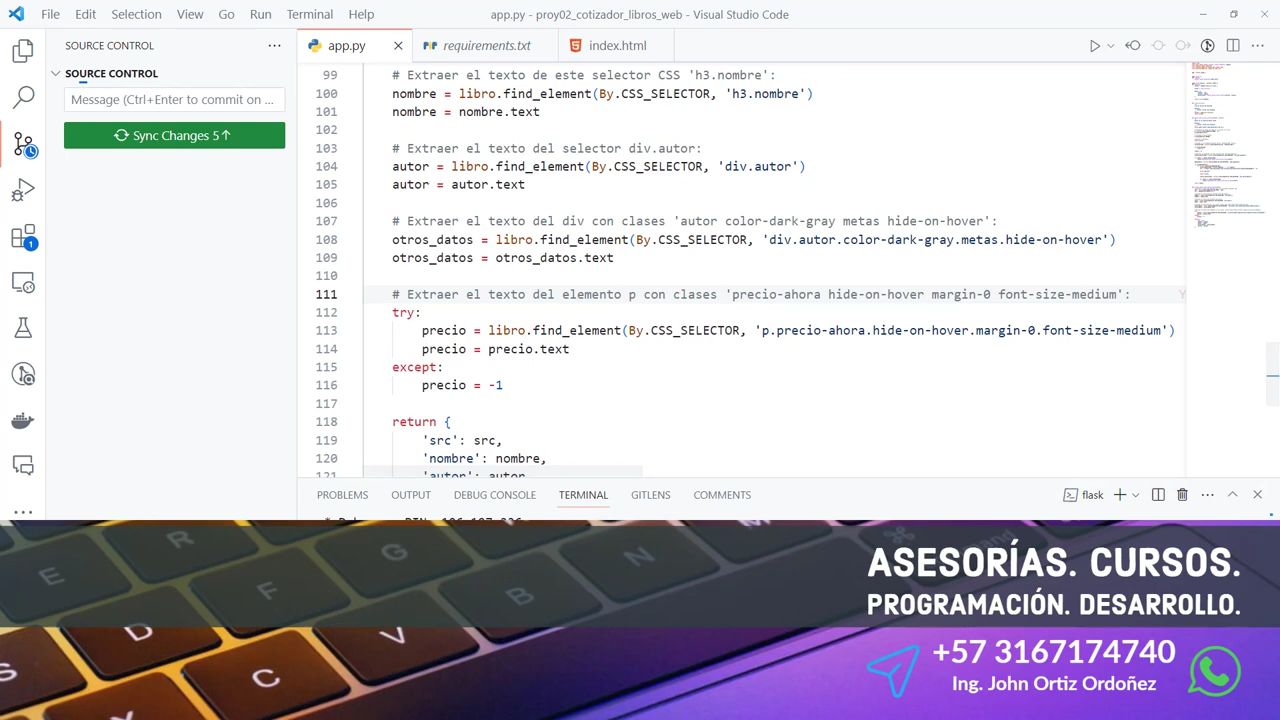 File Edit Selection View Go Run Terminal Help
app.py - proy02_cotizador_libros_web - Visual Studio Code
SOURCE CONTROL
app.py
requirements.txt
index.html
SOURCE CONTROL
Message (Ctrl+Enter to commit on ...
Sync Changes 5↑
1
99 # Extraer el texto de este selector CSS 'h3.nombre':
100 nombre = libro.find_element(By.CSS_SELECTOR, 'h3.nombre')
101 nombre = nombre.text
102
103 # Extraer el texto del selector div.autor:
104 autor = libro.find_element(By.CSS_SELECTOR, 'div
105 autor = autor
106
107 # Extraer color-dark-gray metas hide-on-hover':
108 otros_datos = libro.find_element(By.CSS_SELECTOR, 'div.autor.color-dark-gray.metas.hide-on-hover')
109 otros_datos = otros_datos.text
110
111 # Extraer el texto del elemento p con clases 'precio-ahora hide-on-hover margin-0 font-size-medium':
112 try:
113 precio = libro.find_element(By.CSS_SELECTOR, 'p.precio-ahora.hide-on-hover.margin-0.font-size-medium')
114 precio = precio.text
115 except:
116 precio = -1
117
118 return {
119 'src': src,
120 'nombre': nombre,
121 'autor': autor
PROBLEMS OUTPUT DEBUG CONSOLE TERMINAL GITLENS COMMENTS
flask
ASESORÍAS. CURSOS.
PROGRAMACIÓN. DESARROLLO.
+57 3167174740
Ing. John Ortiz Ordoñez